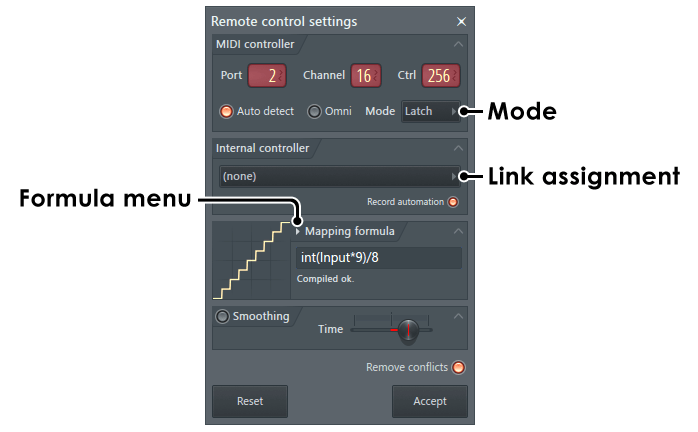 Remote control settings
MIDI controller
Port 2 Channel 16 Ctrl 256
Auto detect Omni Mode Latch
Mode
Internal controller
(none)
Link assignment
Record automation
Formula menu
Mapping formula
int(Input*9)/8
Compiled ok.
Smoothing
Time
Remove conflicts
Reset Accept